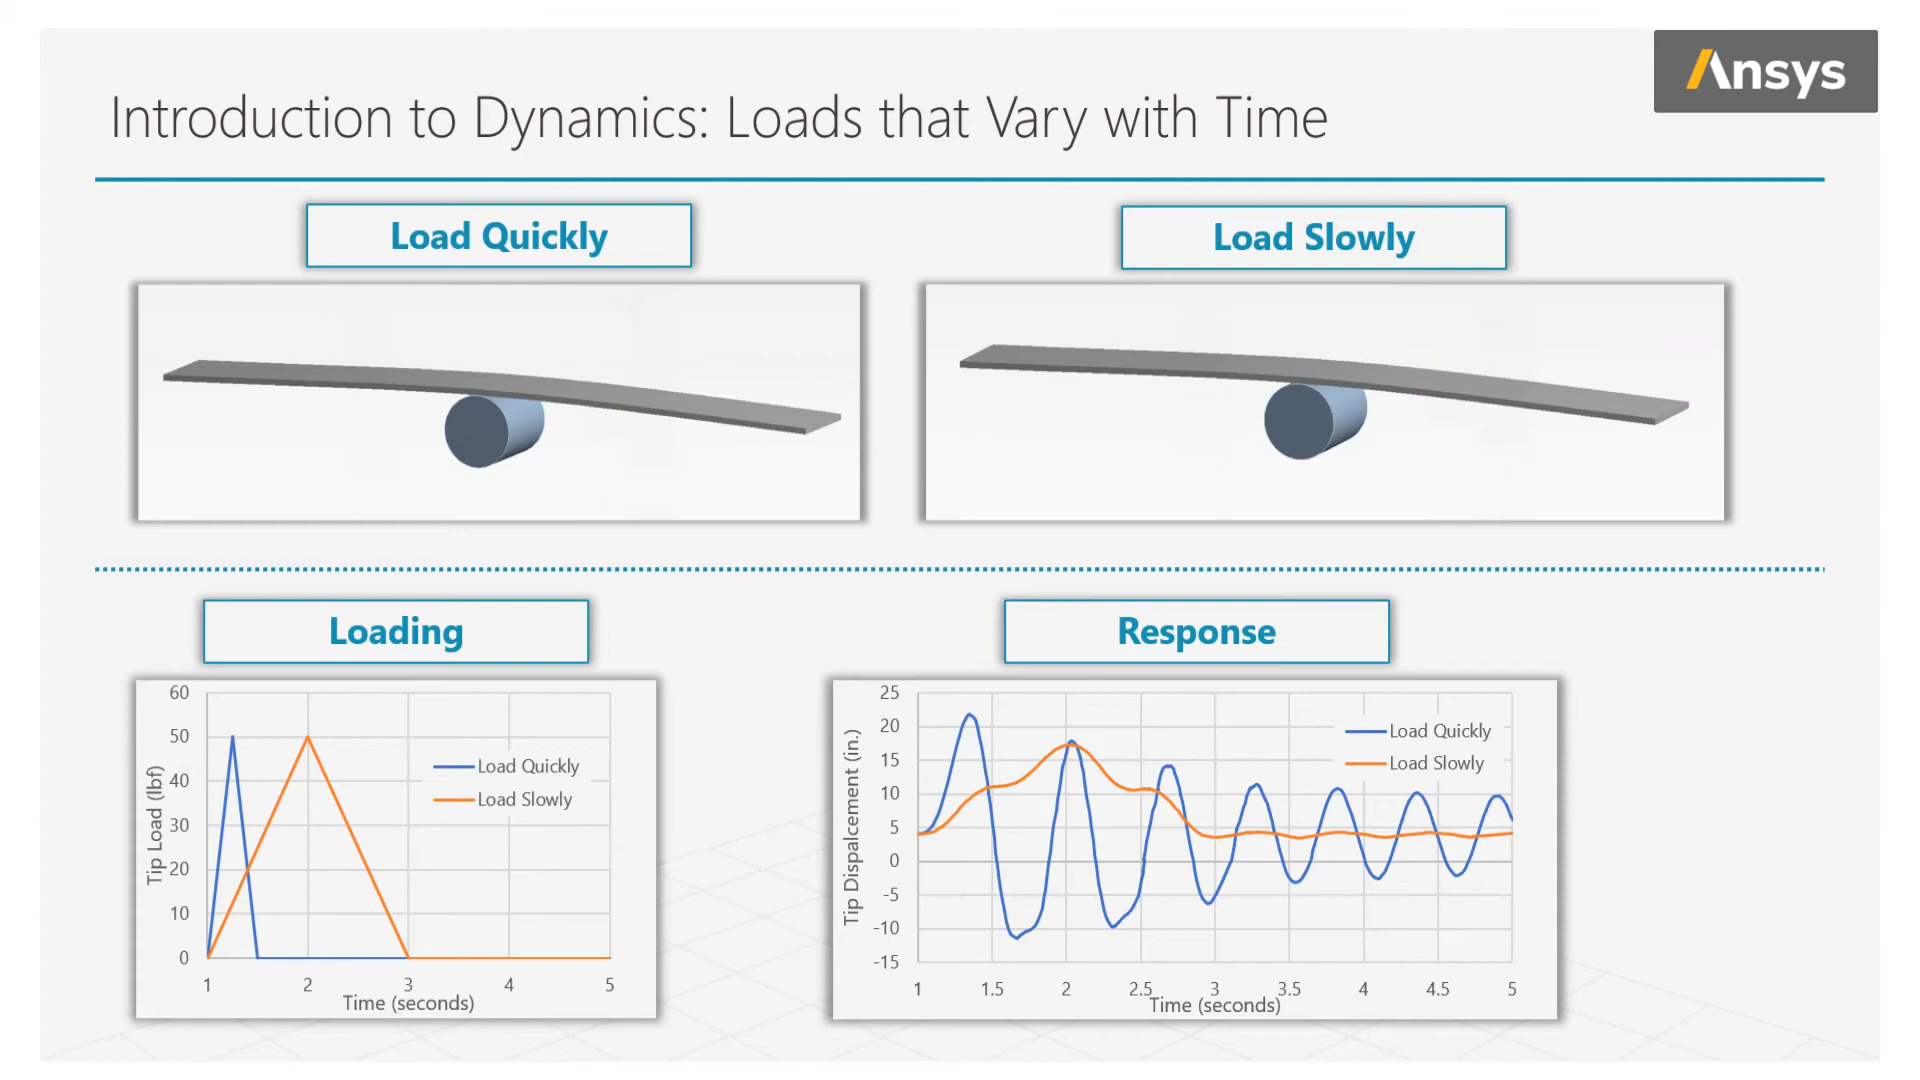 Ansys
Introduction to Dynamics: Loads that Vary with Time
Load Quickly
Load Slowly
Loading
Response
60
50
40
30
20
10
0
Tip Load (lbf)
Load Quickly
Load Slowly
1 2 3 4 5
Time (seconds)
25
20
15
10
5
0
-5
-10
-15
Tip Dispalcement (in.)
Load Quickly
Load Slowly
1 1.5 2 2.5 3 3.5 4 4.5 5
Time (seconds)